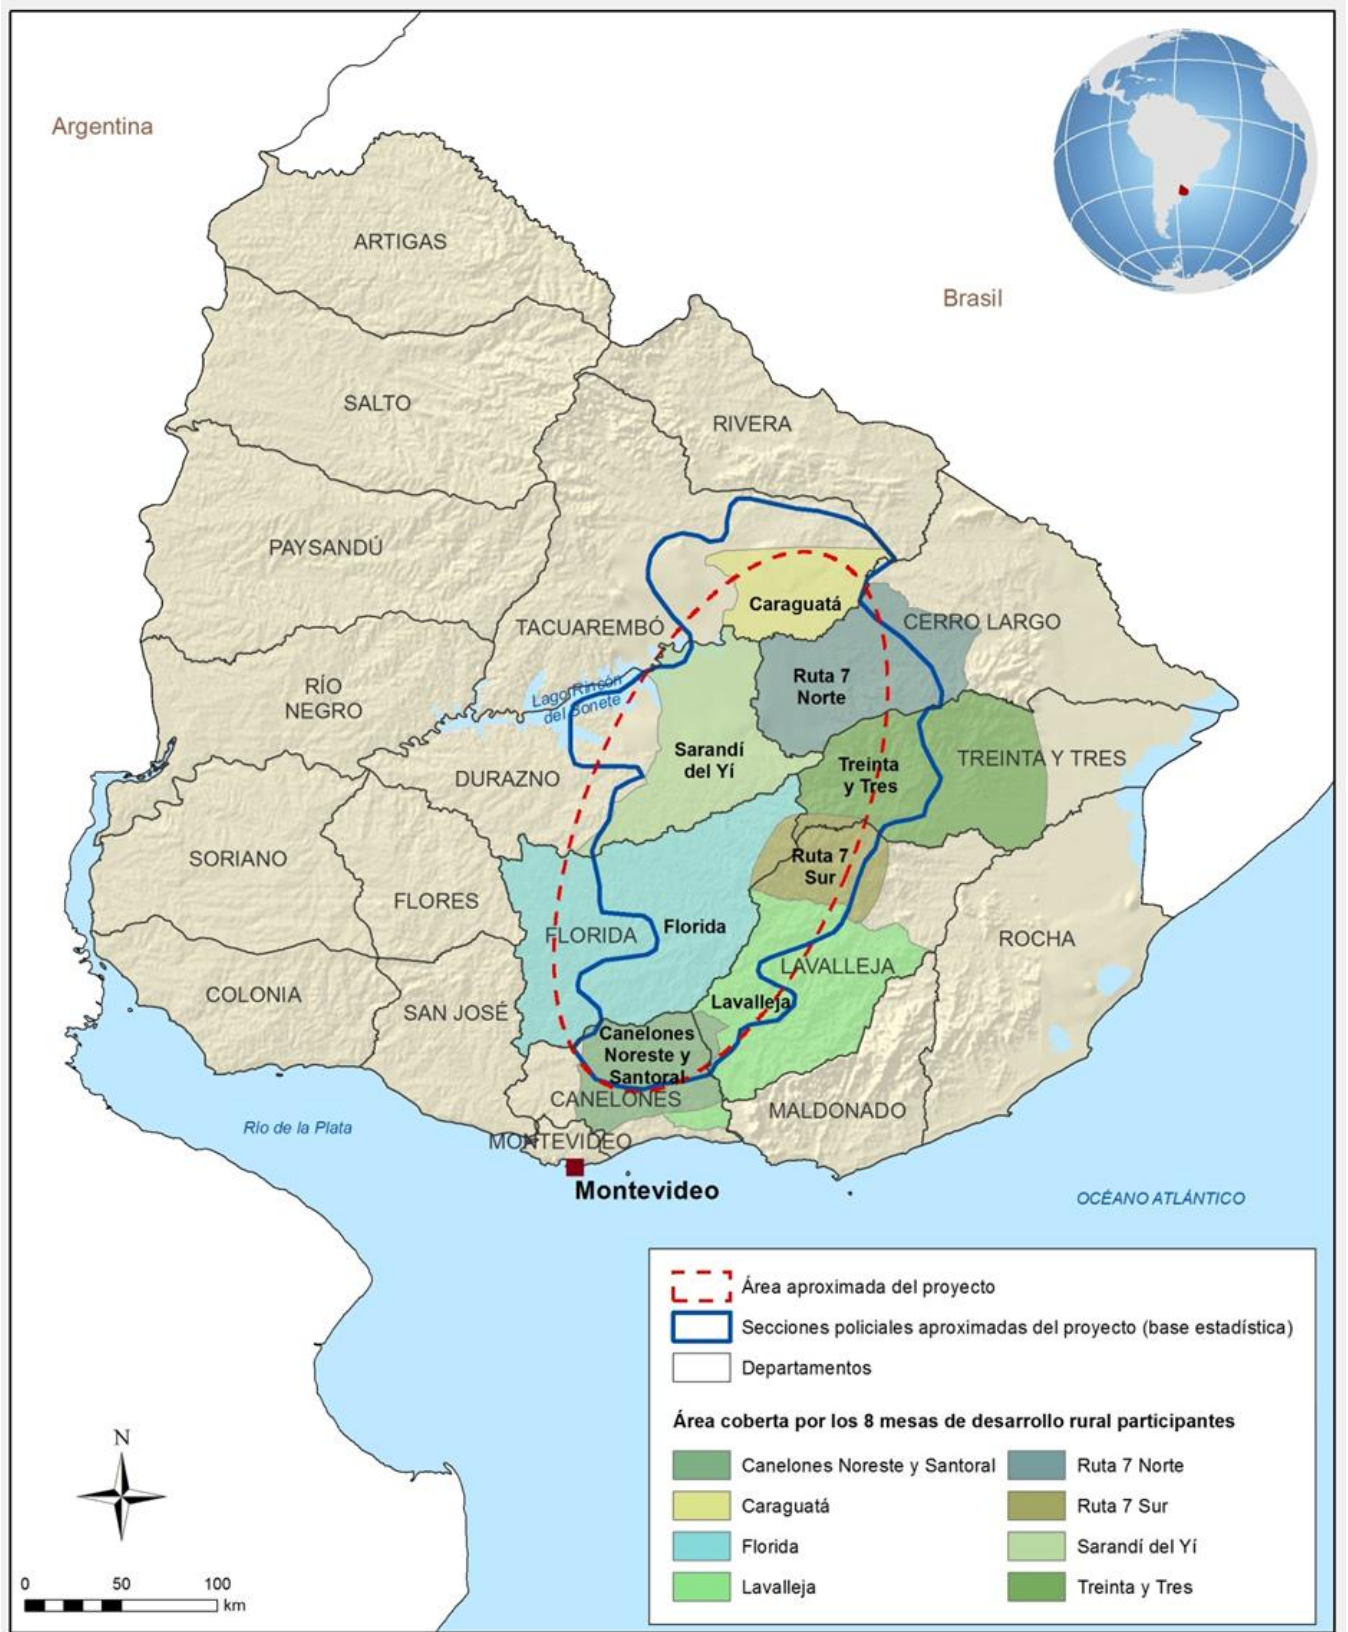 Argentina
ARTIGAS
Brasil
SALTO
RIVERA
PAYSANDÚ
Caraguatá
TACUAREMBÓ
CERRO LARGO
RÍO
NEGRO
Lago Rincón
del Bonete
Ruta 7
Norte
Sarandí
del Yí
DURAZNO
Treinta
y Tres
TREINTA Y TRES
SORIANO
Ruta 7
Sur
FLORES
Florida
FLORIDA
ROCHA
LAVALLEJA
COLONIA
SAN JOSÉ
Lavalleja
Canelones
Noreste y
Santoral
CANELONES
MALDONADO
Rio de la Plata
MONTEVIDEO
Montevideo
OCÉANO ATLÁNTICO
Área aproximada del proyecto
Secciones policiales aproximadas del proyecto (base estadística)
Departamentos
Área coberta por los 8 mesas de desarrollo rural participantes
Canelones Noreste y Santoral
Ruta 7 Norte
Caraguatá
Ruta 7 Sur
Florida
Sarandí del Yí
Lavalleja
Treinta y Tres
N
0 50 100
km